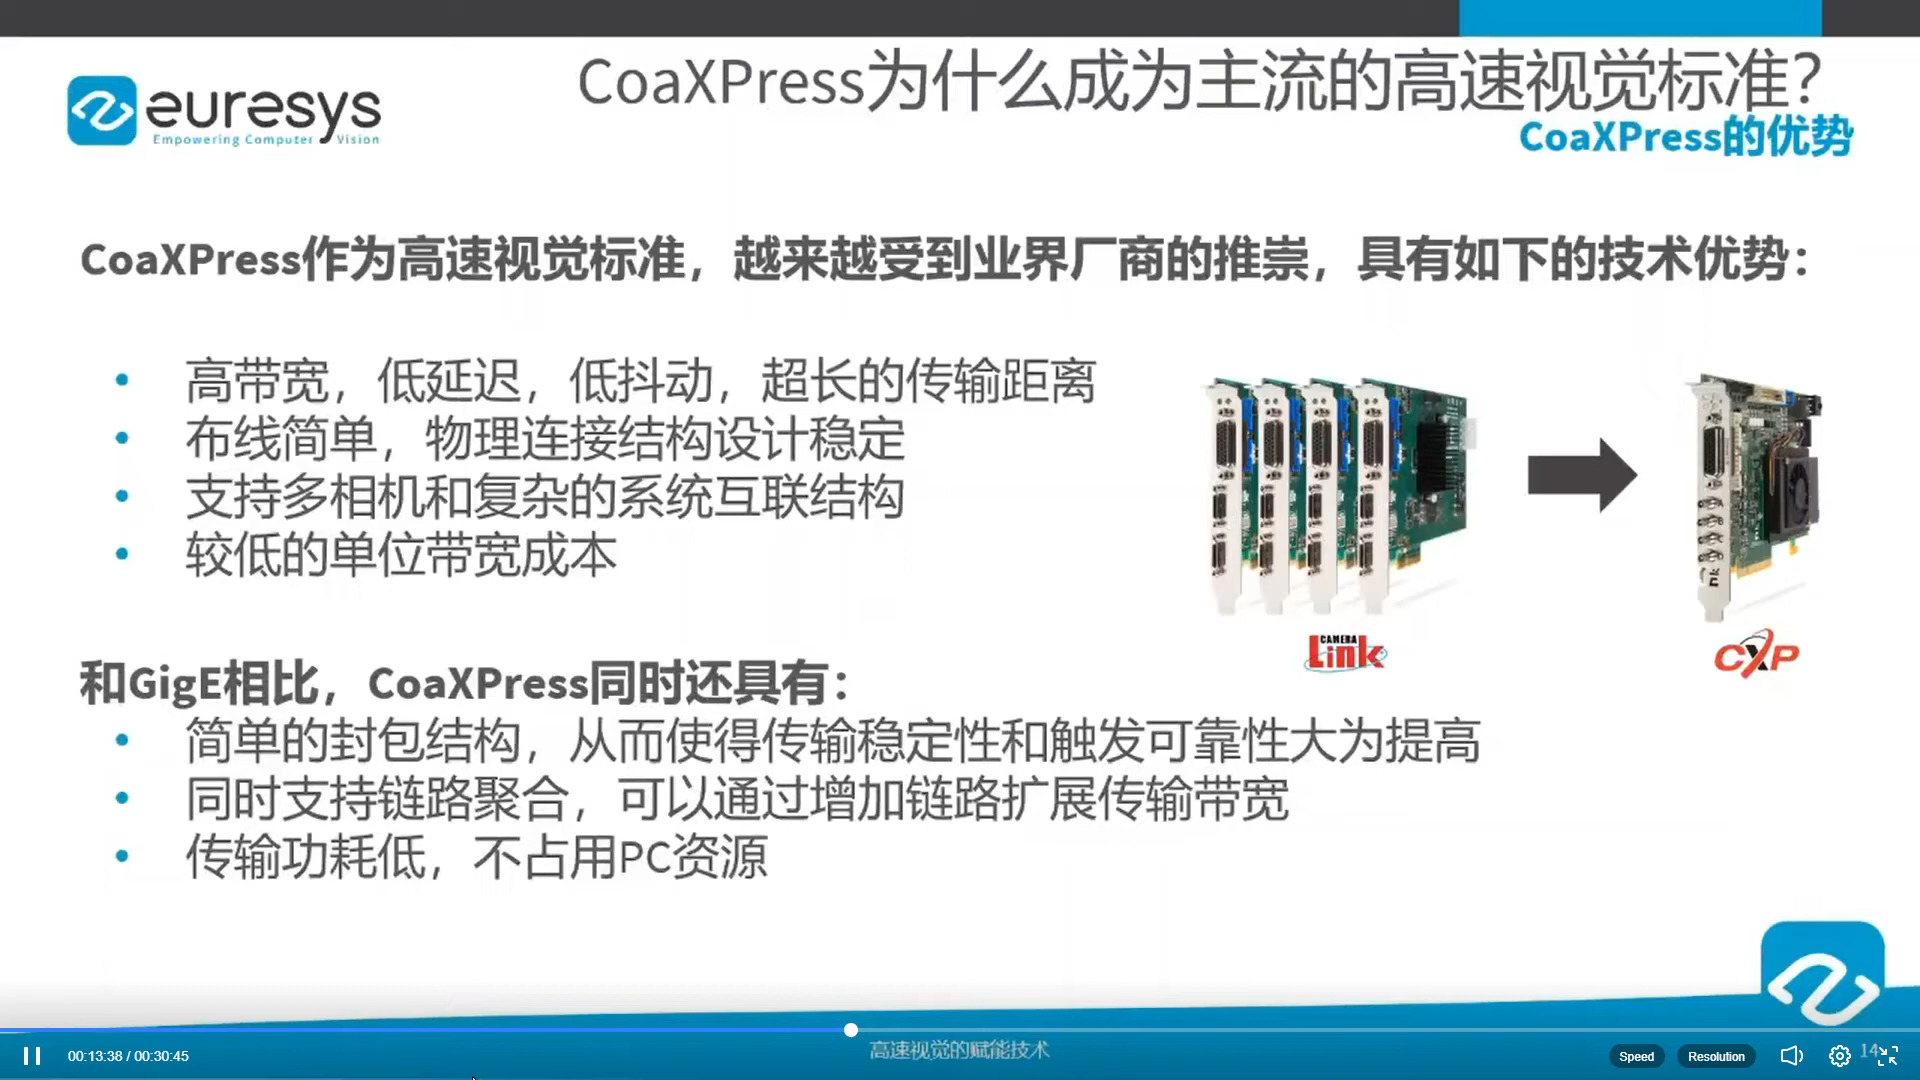 CoaXPress为什么成为主流的高速视觉标准?
euresys
Empowering Computer Vision
CoaXPress的优势
CoaXPress作为高速视觉标准，越来越受到业界厂商的推崇，具有如下的技术优势：
• 高带宽，低延迟，低抖动，超长的传输距离
• 布线简单，物理连接结构设计稳定
• 支持多相机和复杂的系统互联结构
• 较低的单位带宽成本
CAMERA
Link
CXP
和GigE相比，CoaXPress同时还具有：
• 简单的封包结构，从而使得传输稳定性和触发可靠性大为提高
• 同时支持链路聚合，可以通过增加链路扩展传输带宽
• 传输功耗低，不占用PC资源
00:13:38 / 00:30:45
高速视觉的赋能技术
Speed
Resolution
14